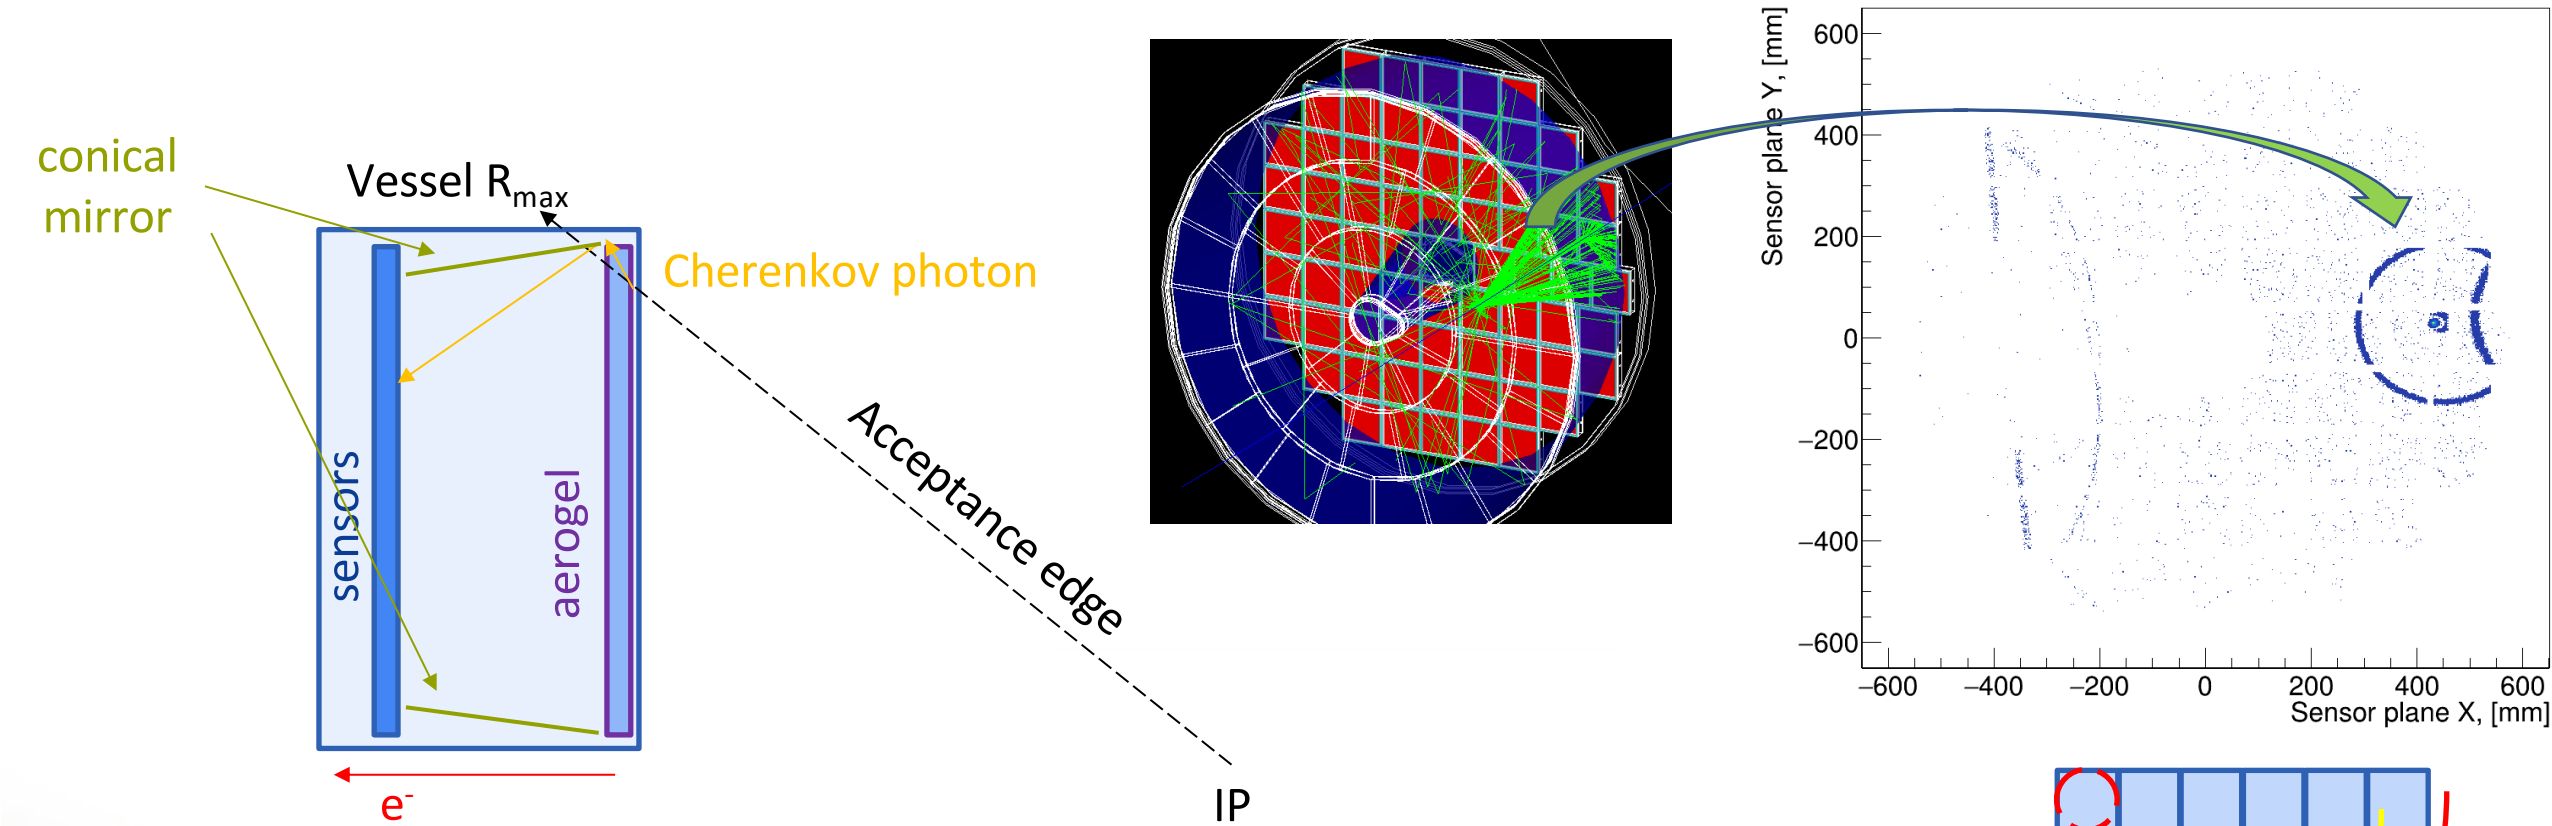 conical
mirror
Vessel Rmax
Cherenkov photon
sensors
aerogel
Acceptance edge
e-
IP
Sensor plane Y, [mm]
600
400
200
0
−200
−400
−600
−600 −400 −200 0 200 400 600
Sensor plane X, [mm]